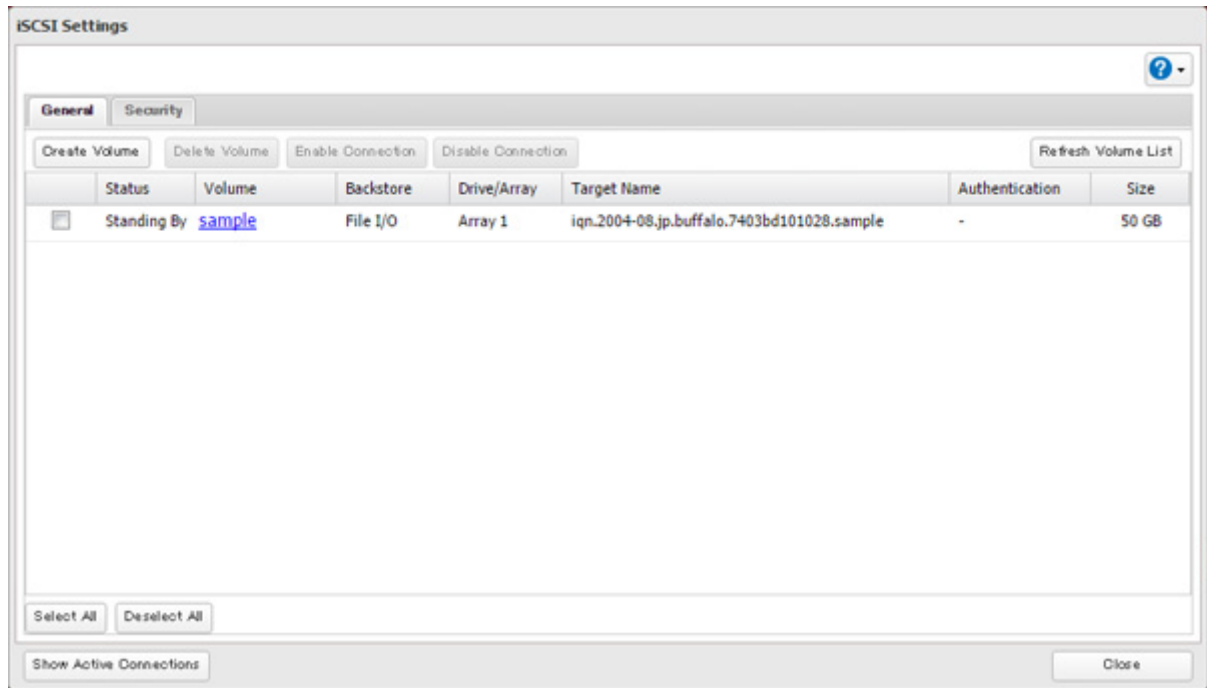 iSCSI Settings
?
General Security
Create Volume Delete Volume Enable Connection Disable Connection Refresh Volume List
Status Volume Backstore Drive/Array Target Name Authentication Size
Standing By sample File I/O Array 1 iqn.2004-08.jp.buffalo.7403bd101028.sample - 50 GB
Select All Deselect All
Show Active Connections Close